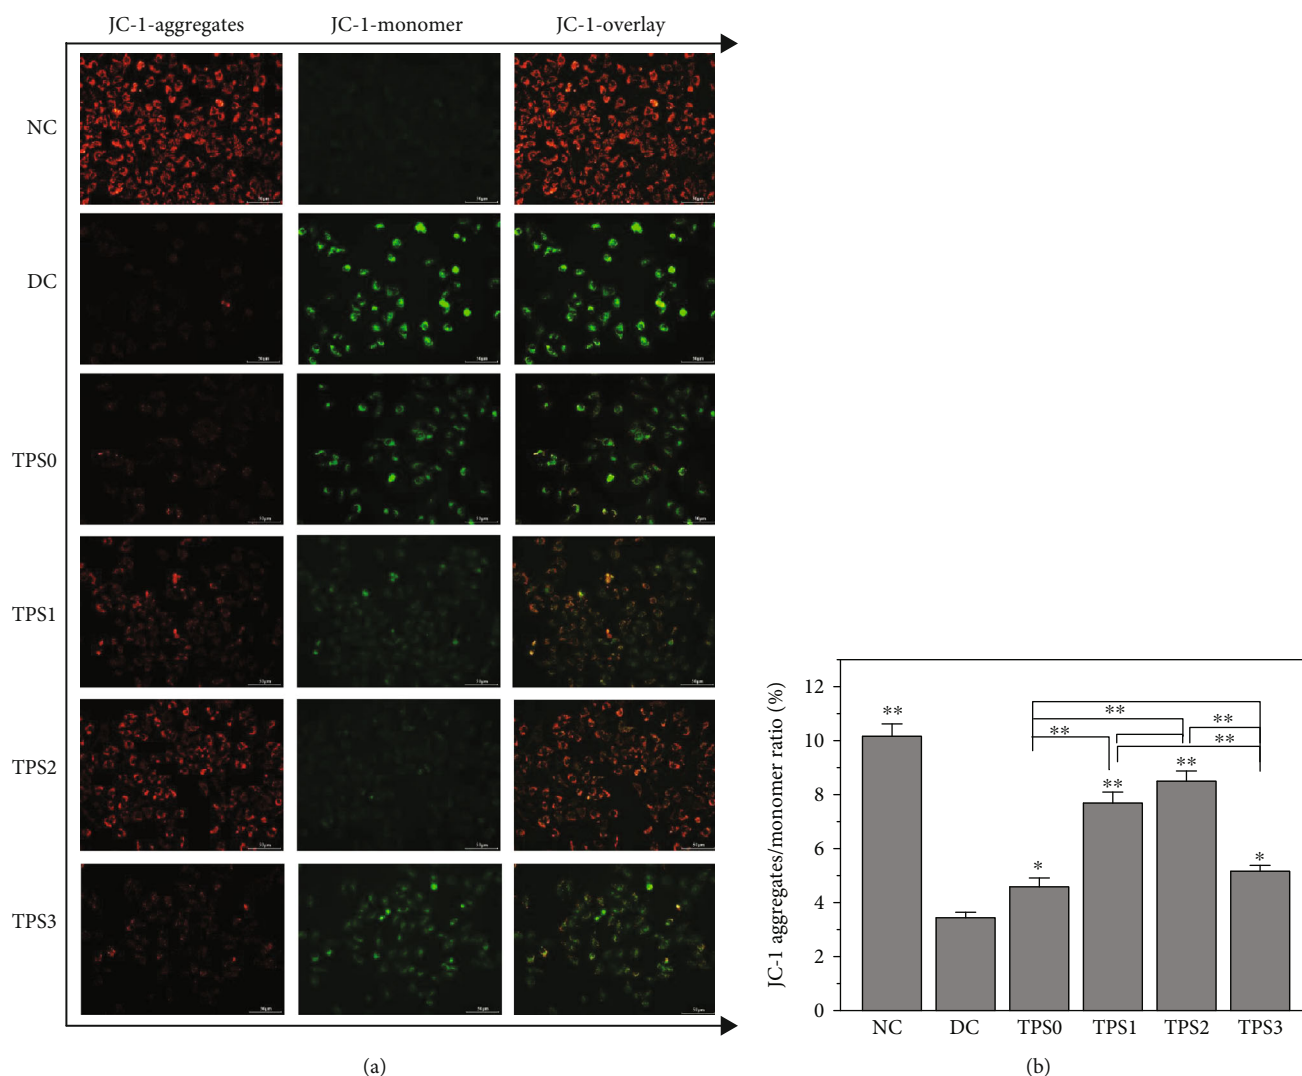 JC-1-aggregates JC-1-monomer JC-1-overlay
NC
DC
TPS0
TPS1
TPS2
TPS3
(a)
JC-1 aggregates/monomer ratio (%)
12
10
8
6
4
2
0
** * ** ** *
** ** ** **
NC DC TPS0 TPS1 TPS2 TPS3
(b)